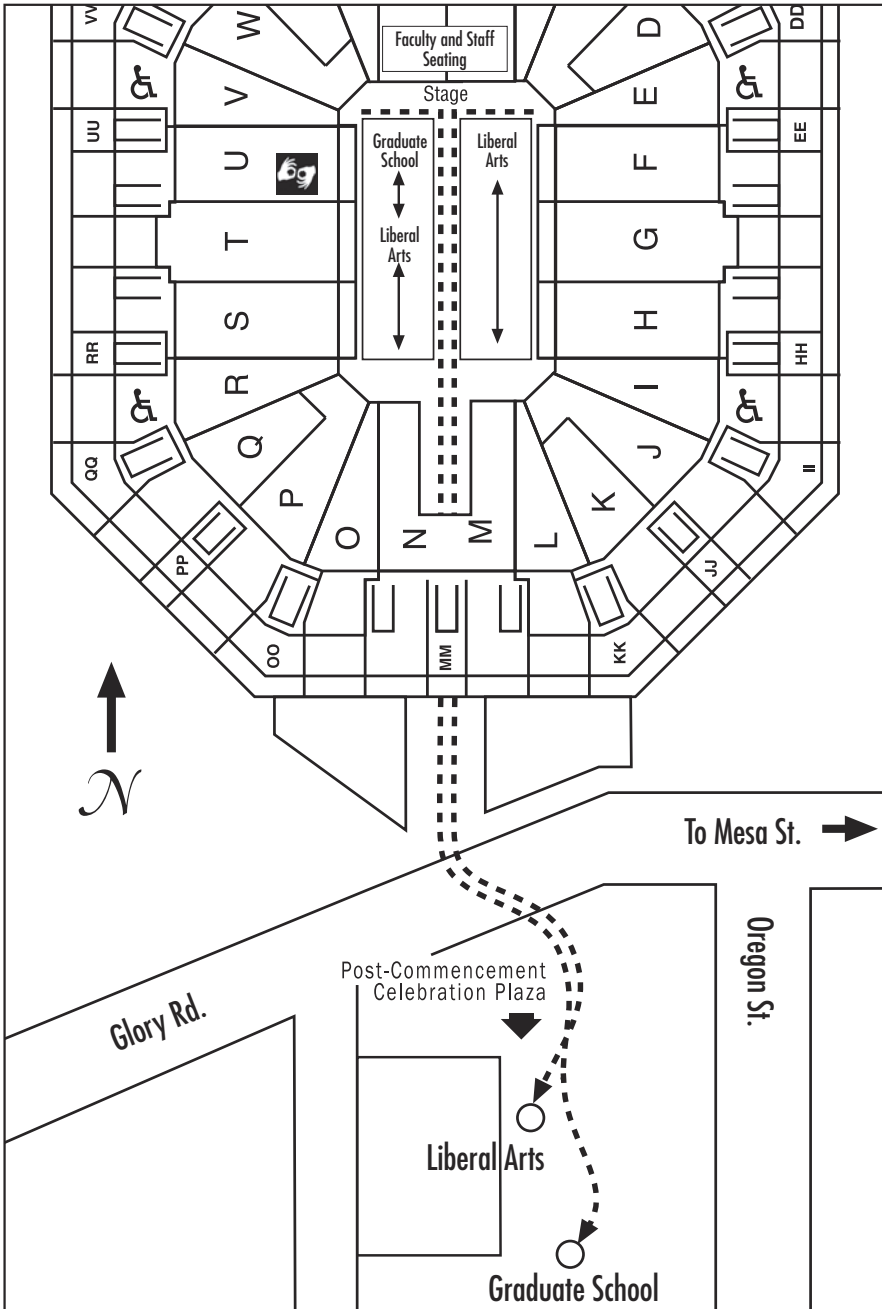 VV
W
Faculty and Staff
Seating
D
DD
V
Stage
E
UU
U
Graduate
School
Liberal
Arts
F
EE
T
Liberal
Arts
G
S
H
RR
HH
R
I
Q
J
QQ
II
P
K
O
N
M
L
PP
JJ
OO
MM
KK
N
To Mesa St.
Oregon St.
Post-Commencement
Celebration Plaza
Glory Rd.
Liberal Arts
Graduate School